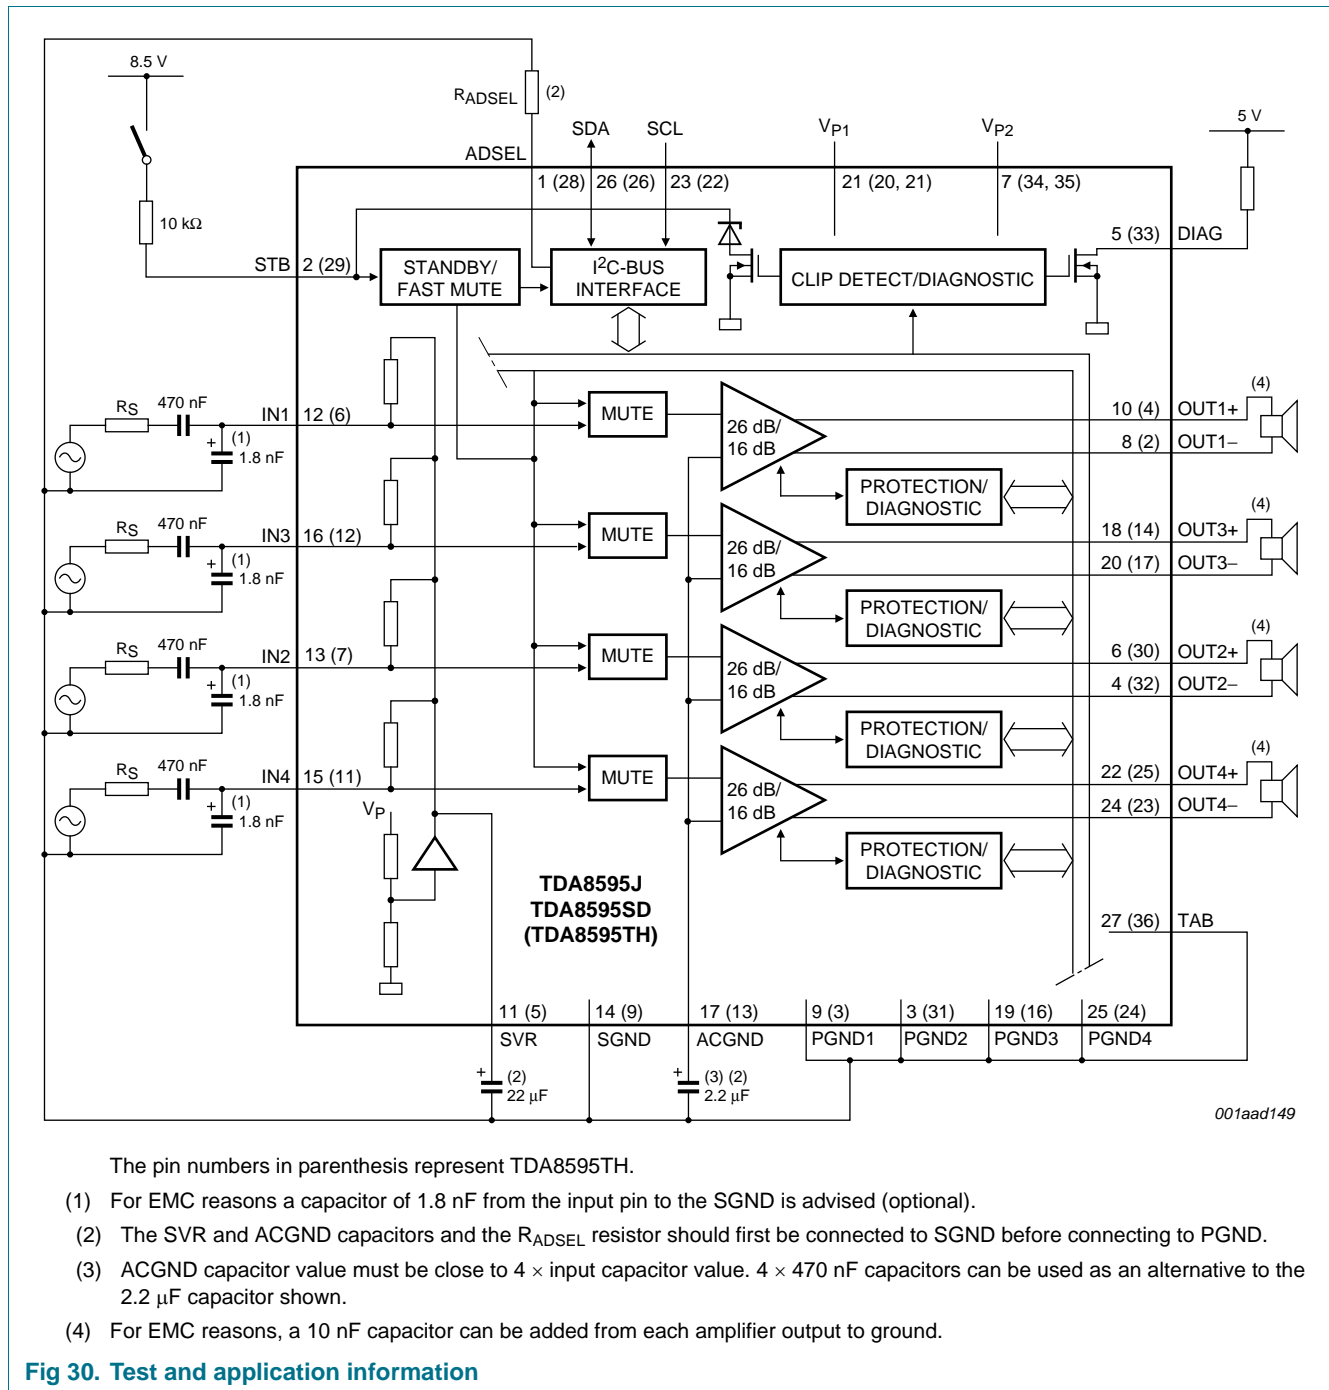 8.5 V
RADSEL (2)
SDA SCL VP1 VP2 5 V
ADSEL
1 (28) 26 (26) 23 (22) 21 (20, 21) 7 (34, 35)
10 kΩ
5 (33) DIAG
STB 2 (29)
STANDBY/
FAST MUTE
I2C-BUS
INTERFACE
CLIP DETECT/DIAGNOSTIC
RS 470 nF IN1 12 (6)
(1)
+ 1.8 nF
MUTE
26 dB/
16 dB
10 (4) OUT1+
8 (2) OUT1−
(4)
PROTECTION/
DIAGNOSTIC
RS 470 nF IN3 16 (12)
(1)
+ 1.8 nF
MUTE
26 dB/
16 dB
18 (14) OUT3+
20 (17) OUT3−
(4)
PROTECTION/
DIAGNOSTIC
RS 470 nF IN2 13 (7)
(1)
+ 1.8 nF
MUTE
26 dB/
16 dB
6 (30) OUT2+
4 (32) OUT2−
(4)
PROTECTION/
DIAGNOSTIC
RS 470 nF IN4 15 (11)
(1)
+ 1.8 nF
MUTE
26 dB/
16 dB
22 (25) OUT4+
24 (23) OUT4−
(4)
PROTECTION/
DIAGNOSTIC
VP
TDA8595J
TDA8595SD
(TDA8595TH)
27 (36) TAB
11 (5) 14 (9) 17 (13) 9 (3) 3 (31) 19 (16) 25 (24)
SVR SGND ACGND PGND1 PGND2 PGND3 PGND4
+ (2)
22 μF
+ (3) (2)
2.2 μF
001aad149
The pin numbers in parenthesis represent TDA8595TH.
(1) For EMC reasons a capacitor of 1.8 nF from the input pin to the SGND is advised (optional).
(2) The SVR and ACGND capacitors and the RADSEL resistor should first be connected to SGND before connecting to PGND.
(3) ACGND capacitor value must be close to 4 × input capacitor value. 4 × 470 nF capacitors can be used as an alternative to the
2.2 μF capacitor shown.
(4) For EMC reasons, a 10 nF capacitor can be added from each amplifier output to ground.
Fig 30. Test and application information